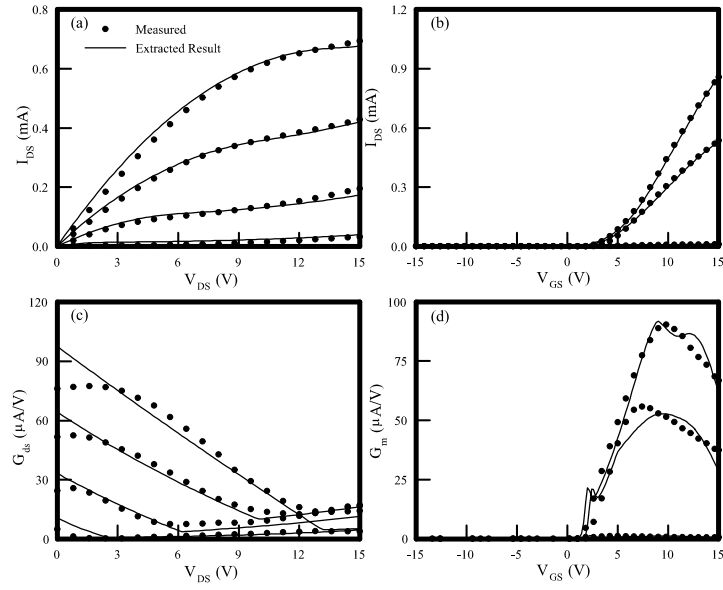 (a)
Measured
Extracted Result
0.8
0.6
0.4
0.2
0.0
I_DS (mA)
0 3 6 9 12 15
V_DS (V)
(b)
1.2
0.9
0.6
0.3
0.0
I_DS (mA)
-15 -10 -5 0 5 10 15
V_GS (V)
(c)
120
90
60
30
0
G_ds (μA/V)
0 3 6 9 12 15
V_DS (V)
(d)
100
75
50
25
0
G_m (μA/V)
-15 -10 -5 0 5 10 15
V_GS (V)